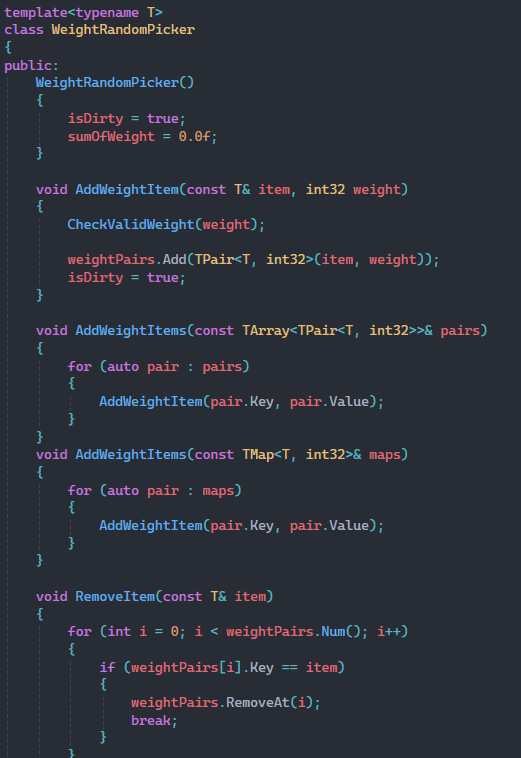 template<typename T>
class WeightRandomPicker
{
public:
    WeightRandomPicker()
    {
        isDirty = true;
        sumOfWeight = 0.0f;
    }

    void AddWeightItem(const T& item, int32 weight)
    {
        CheckValidWeight(weight);

        weightPairs.Add(TPair<T, int32>(item, weight));
        isDirty = true;
    }

    void AddWeightItems(const TArray<TPair<T, int32>>& pairs)
    {
        for (auto pair : pairs)
        {
            AddWeightItem(pair.Key, pair.Value);
        }
    }
    void AddWeightItems(const TMap<T, int32>& maps)
    {
        for (auto pair : maps)
        {
            AddWeightItem(pair.Key, pair.Value);
        }
    }

    void RemoveItem(const T& item)
    {
        for (int i = 0; i < weightPairs.Num(); i++)
        {
            if (weightPairs[i].Key == item)
            {
                weightPairs.RemoveAt(i);
                break;
            }
        }